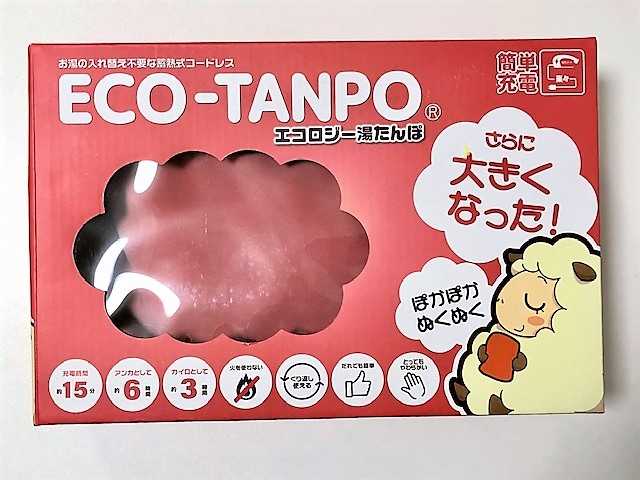 お湯の入れ替え不要な蓄熱式コードレス
ECO-TANPO®
エコロジー湯たんぽ
簡単
充電
さらに
大きく
なった!
ぽかぽか
ぬくぬく
充電時間
約15分
アンカとして
約6時間
カイロとして
約3時間
火を使わない
くり返し
使える
だれでも簡単
とっても
やわらかい